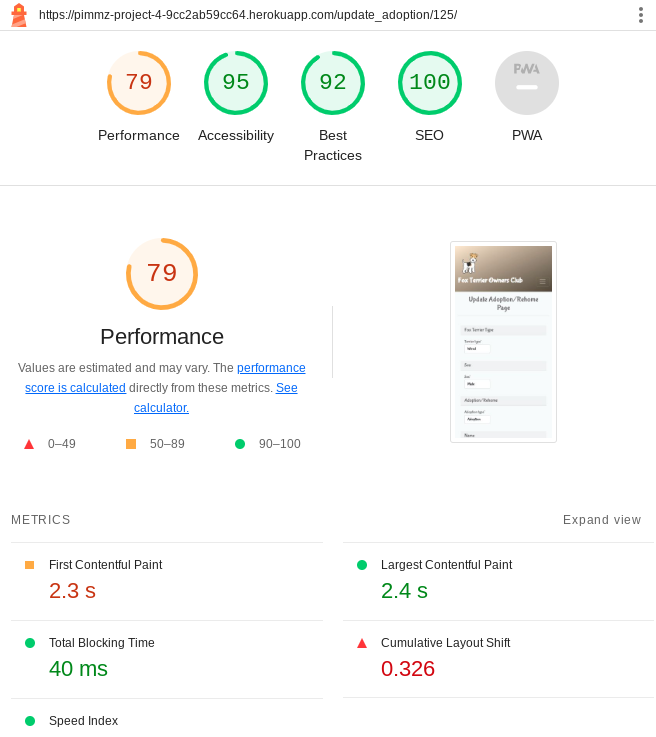 https://pimmz-project-4-9cc2ab59cc64.herokuapp.com/update_adoption/125/
79
95
92
100
PWA
Performance
Accessibility
Best
Practices
SEO
PWA
79
Performance
Values are estimated and may vary. The performance
score is calculated directly from these metrics. See
calculator.
0–49
50–89
90–100
Fox Terrier Owners Club
Update Adoption/Rehome
Page
Fox Terrier Type
Sex
Male
Adoption/Rehome
Adoption
Name
METRICS
Expand view
First Contentful Paint
2.3 s
Largest Contentful Paint
2.4 s
Total Blocking Time
40 ms
Cumulative Layout Shift
0.326
Speed Index